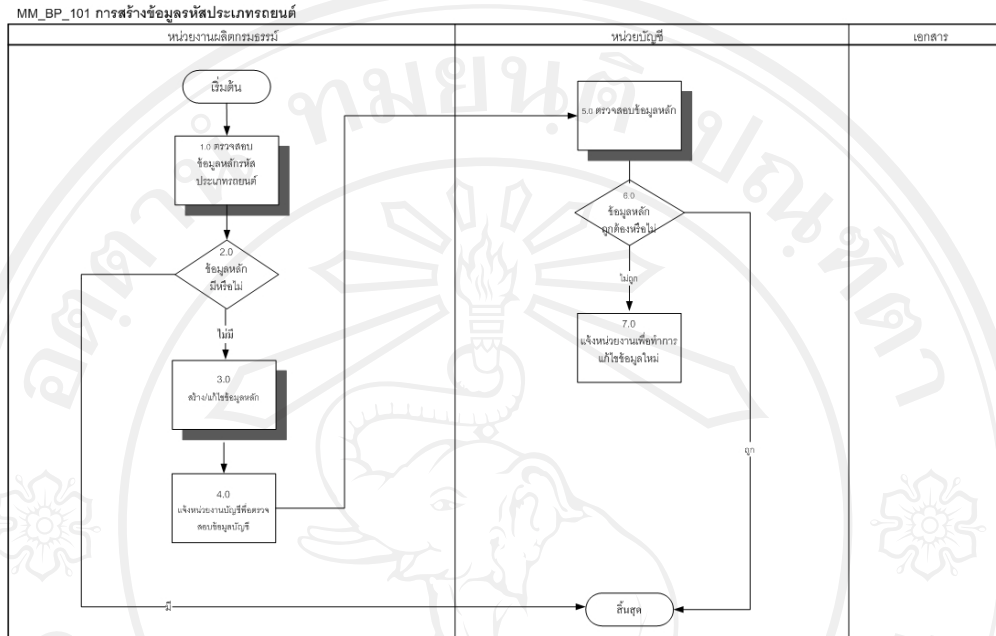 MM_BP_101 การสร้างข้อมูลรหัสประเภทรถยนต์
หน่วยงานผลิตกรมธรรม์
หน่วยบัญชี
เอกสาร
เริ่มต้น
1.0 ตรวจสอบ
ข้อมูลหลักรหัส
ประเภทรถยนต์
2.0
ข้อมูลหลัก
มีหรือไม่
ไม่มี
3.0
สร้าง/แก้ไขข้อมูลหลัก
4.0
แจ้งหน่วยงานบัญชีเพื่อตรวจ
สอบข้อมูลบัญชี
มี
5.0 ตรวจสอบข้อมูลหลัก
6.0
ข้อมูลหลัก
ถูกต้องหรือไม่
ไม่ถูก
7.0
แจ้งหน่วยงานเพื่อทำการ
แก้ไขข้อมูลใหม่
ถูก
สิ้นสุด